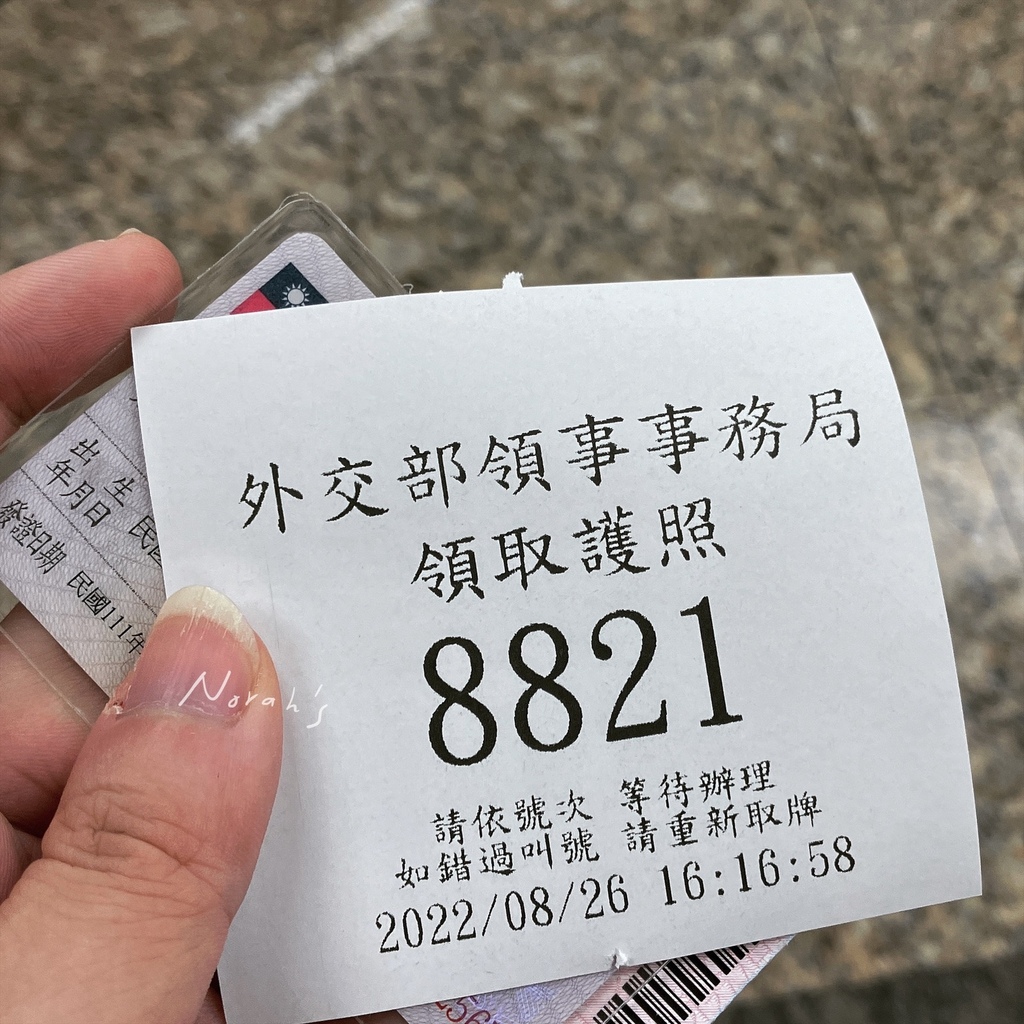 外交部領事事務局
領取護照
8821
請依號次 等待辦理
如錯過叫號 請重新取牌
2022/08/26 16:16:58
出生
年月日 民國
發證日期 民國111年
Norah's